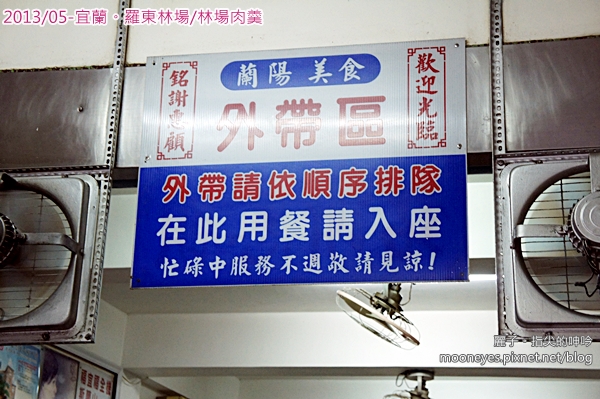 2013/05-宜蘭・羅東林場/林場肉羹
蘭陽 美食
銘謝惠顧
外帶區
歡迎光臨
外帶請依順序排隊
在此用餐請入座
忙碌中服務不週敬請見諒!
麗子・指尖的呻吟
mooneyes.pixnet.net/blog